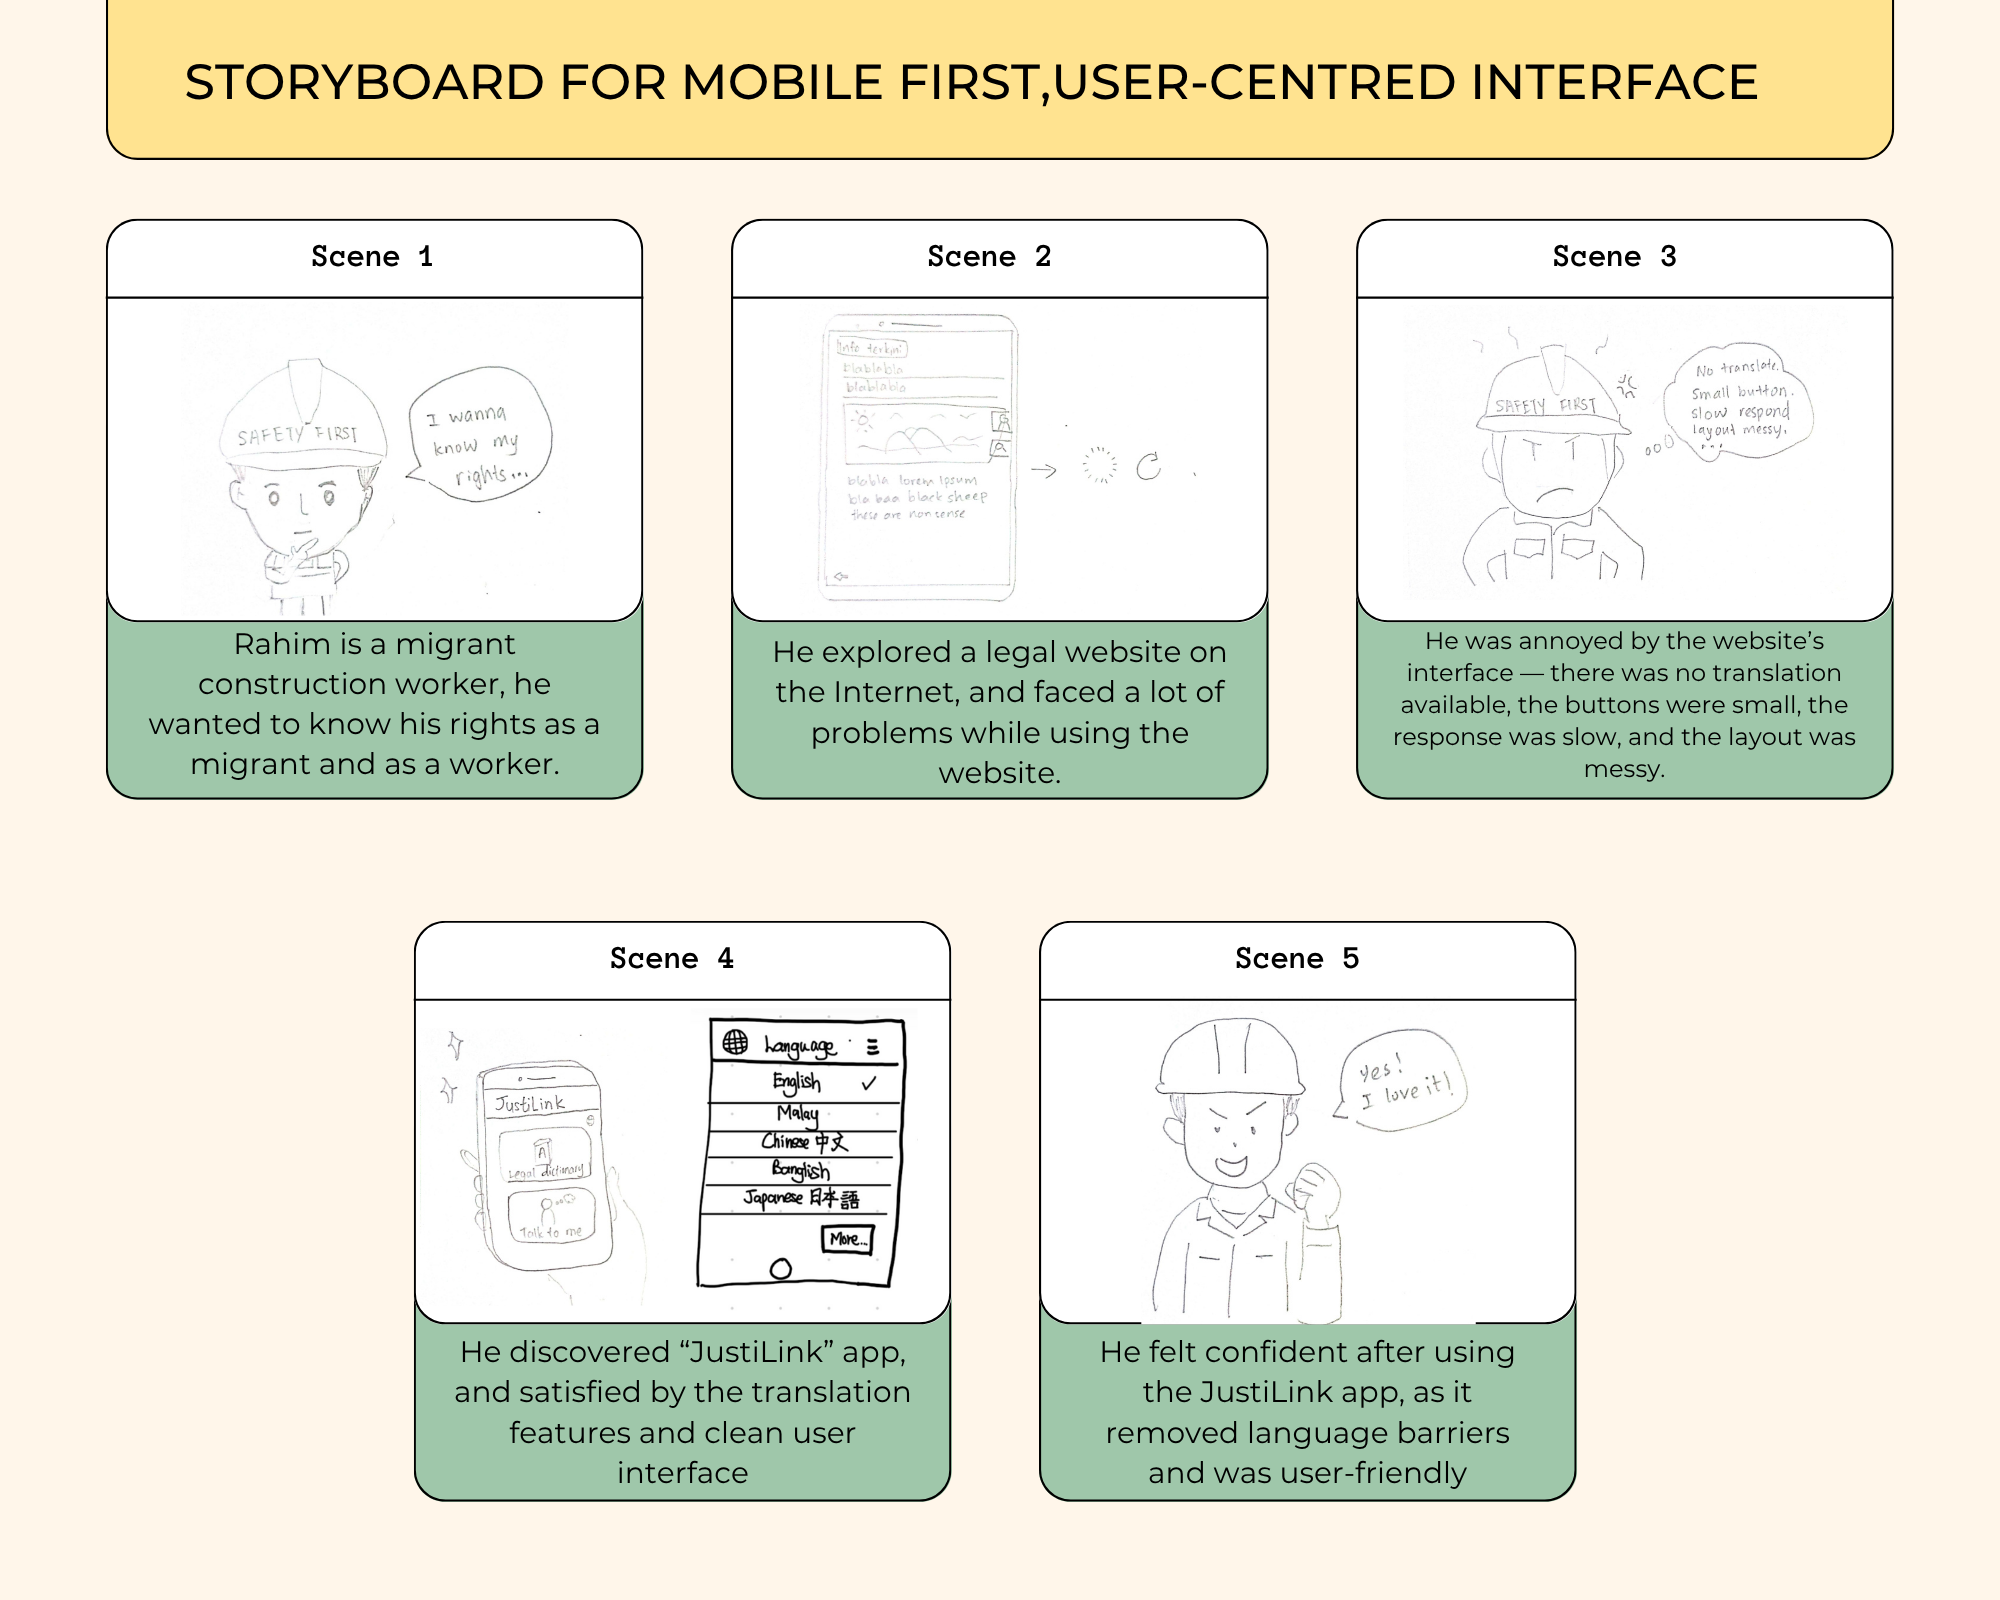 STORYBOARD FOR MOBILE FIRST,USER-CENTRED INTERFACE
Scene 1
SAFETY FIRST
I wanna
know my
rights...
Rahim is a migrant
construction worker, he
wanted to know his rights as a
migrant and as a worker.
Scene 2
Info terkini
blablabla
blablabla
blabla lorem Ipsum
bla baa black sheep
these are noncense
He explored a legal website on
the Internet, and faced a lot of
problems while using the
website.
Scene 3
SAFETY FIRST
No translate.
Small button.
slow respond
layout messy.
...
He was annoyed by the website’s
interface — there was no translation
available, the buttons were small, the
response was slow, and the layout was
messy.
Scene 4
JustiLink
A
Legal dictionary
Talk to me
Language
English ✓
Malay
Chinese 中文
Banglish
Japanese 日本語
More...
He discovered “JustiLink” app,
and satisfied by the translation
features and clean user
interface
Scene 5
Yes!
I love it!
He felt confident after using
the JustiLink app, as it
removed language barriers
and was user-friendly